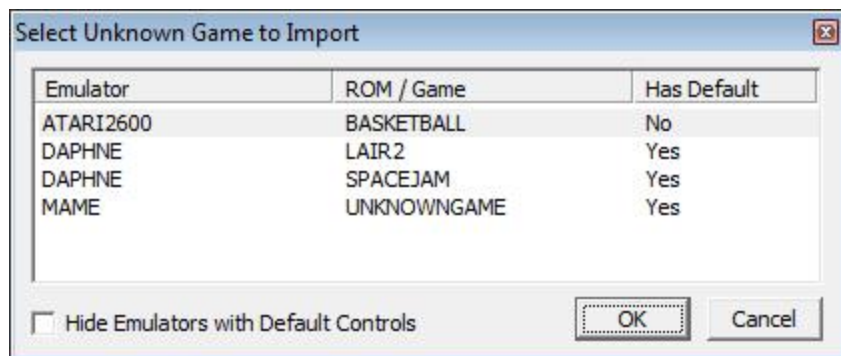 Select Unknown Game to Import
Emulator ROM / Game Has Default
ATARI2600 BASKETBALL No
DAPHNE LAIR2 Yes
DAPHNE SPACEJAM Yes
MAME UNKNOWNGAME Yes
Hide Emulators with Default Controls OK Cancel